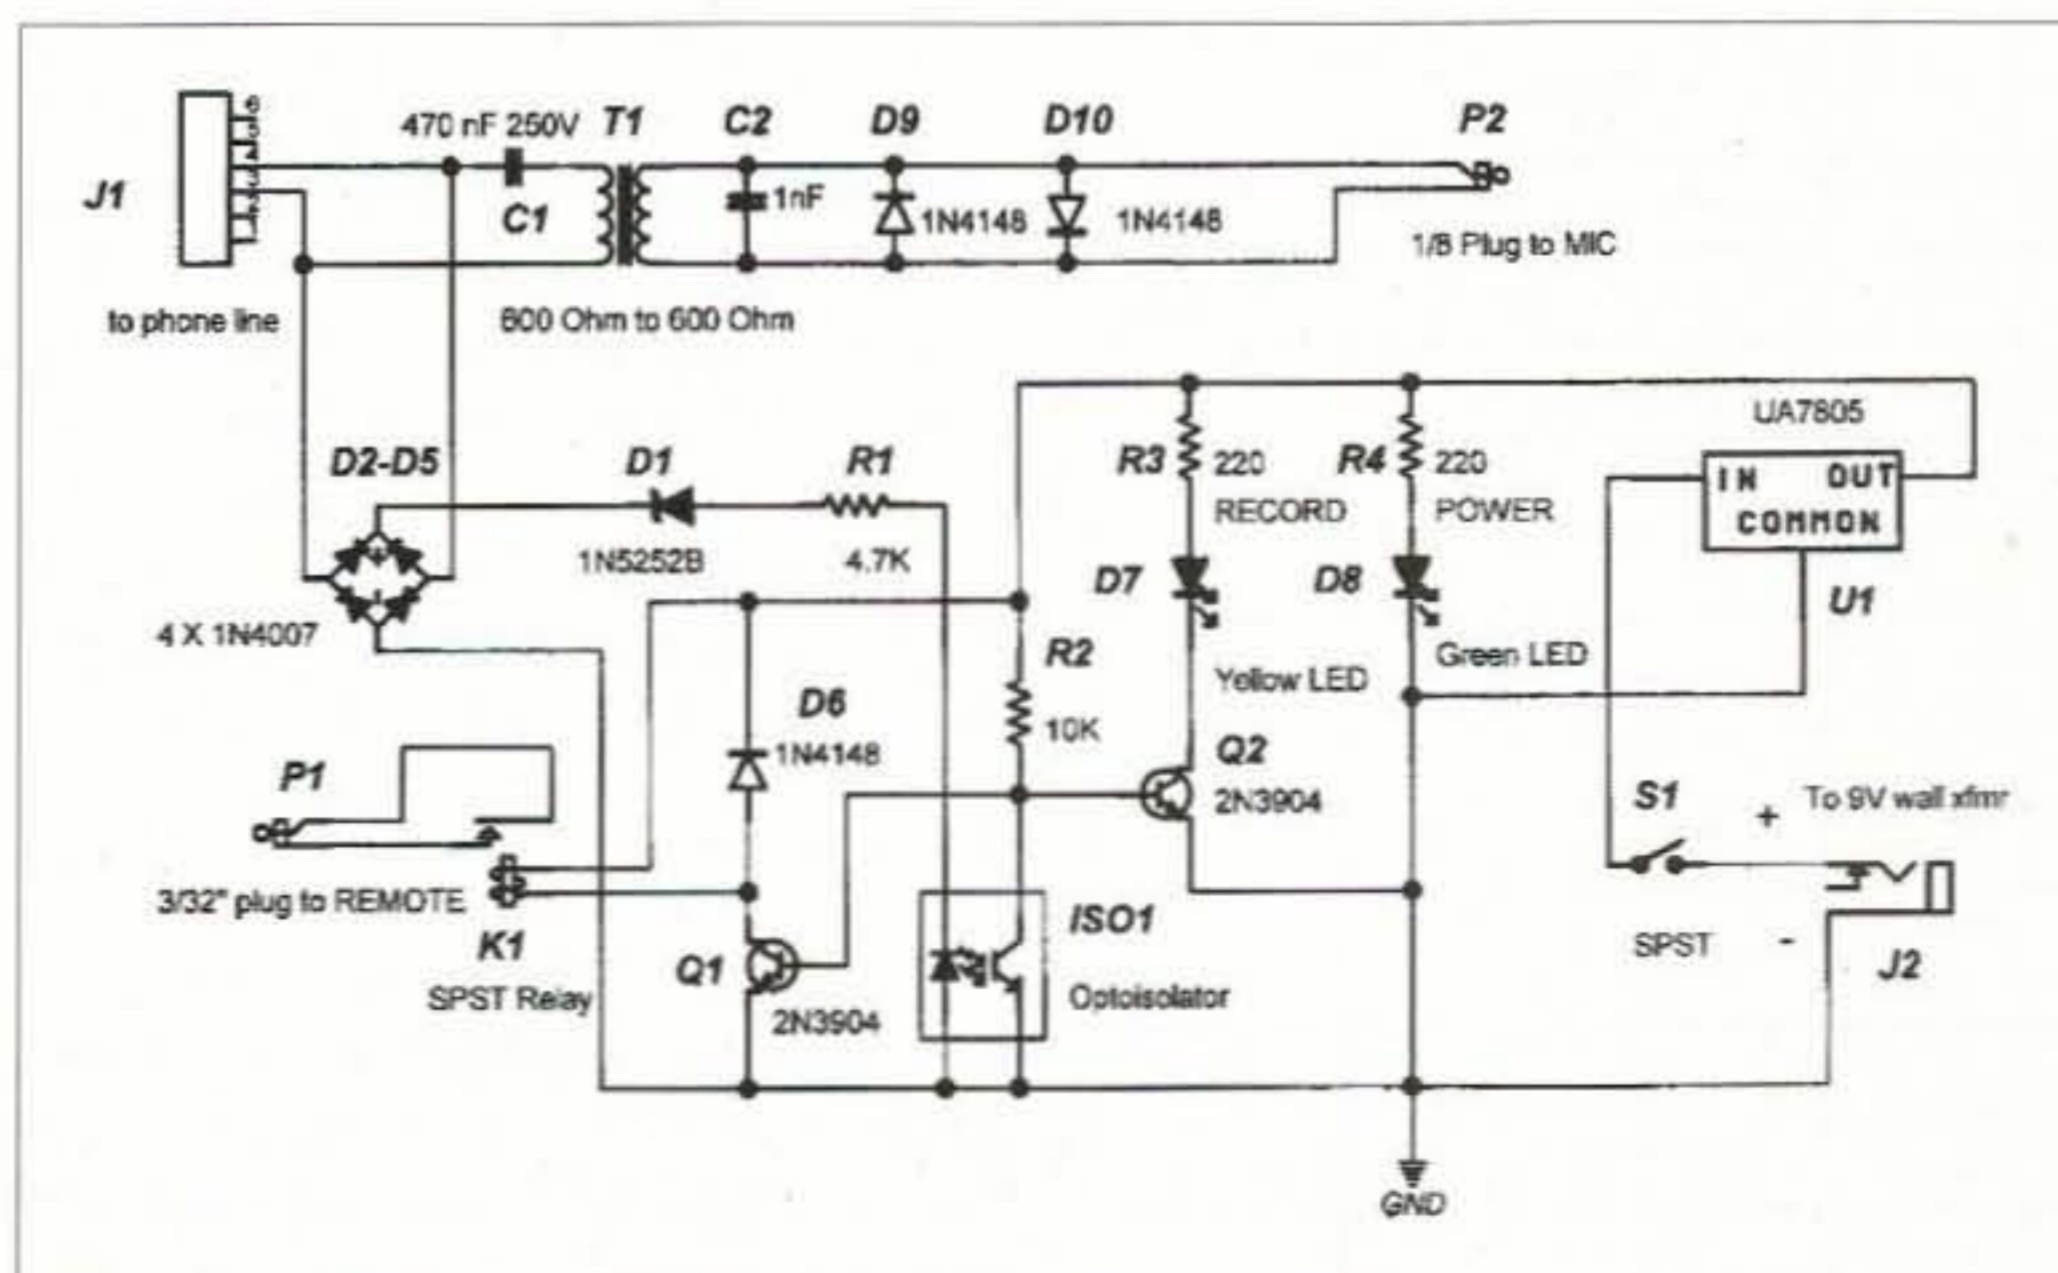 470 nF 250V T1 C2 D9 D10 P2
J1
C1
1nF
1N4148
1N4148
1/8 Plug to MIC
to phone line
600 Ohm to 600 Ohm
UA7805
D2-D5 D1 R1 R3 220 R4 220
IN OUT
COMMON
RECORD POWER
1N5252B 4.7K D7 D8 U1
4 X 1N4007
R2
Green LED
Yellow LED
D6
10K
1N4148
P1
Q2
2N3904
S1 + To 9V wall xfmr
3/32" plug to REMOTE
ISO1
K1
SPST -
Q1
J2
SPST Relay
Optoisolator
2N3904
GND